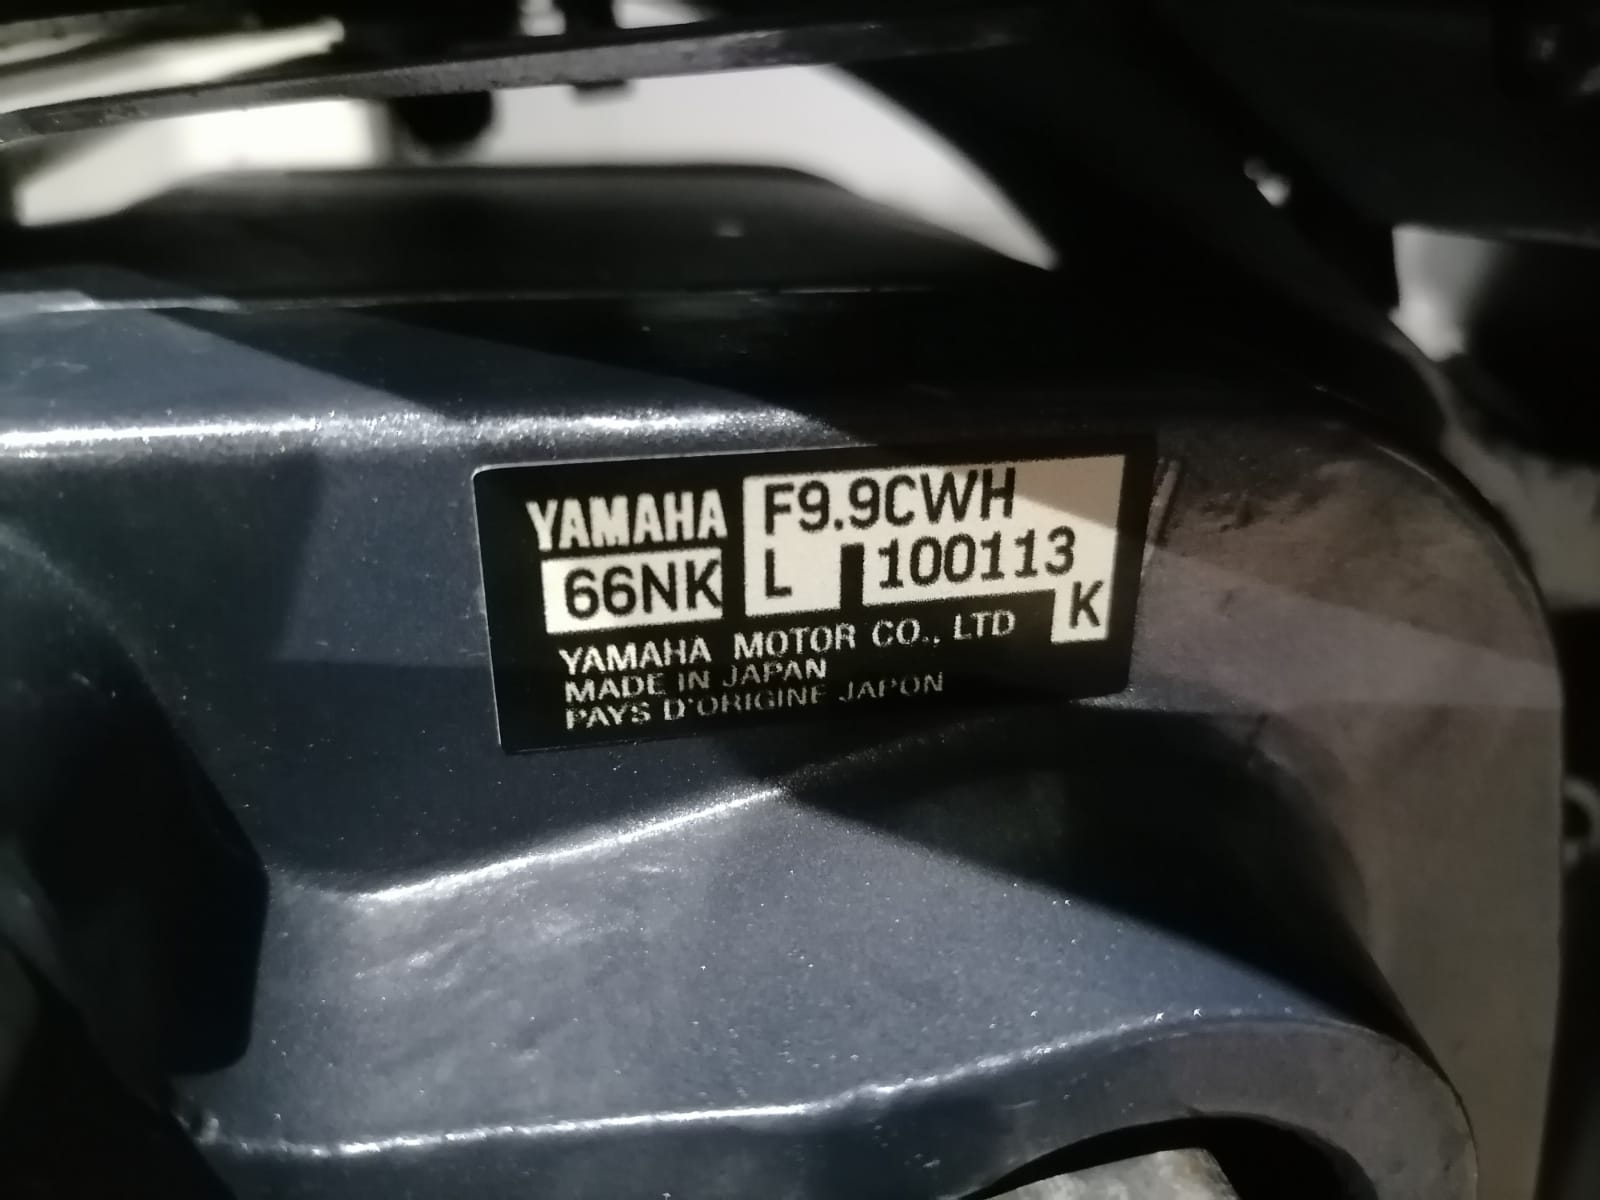 YAMAHA
F9.9CWH
66NK
L 100113
K
YAMAHA MOTOR CO., LTD
MADE IN JAPAN
PAYS D'ORIGINE JAPON